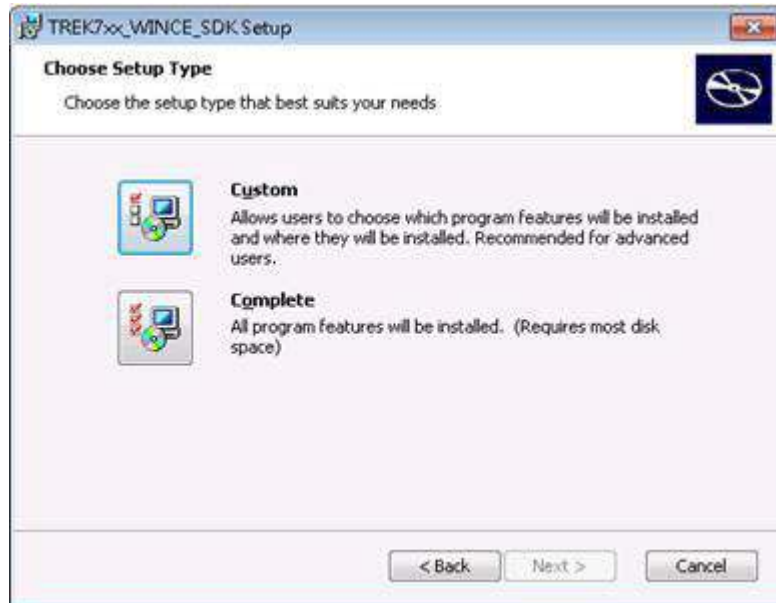 TREK7xx_WINCE_SDK Setup
Choose Setup Type
Choose the setup type that best suits your needs
Custom
Allows users to choose which program features will be installed
and where they will be installed. Recommended for advanced
users.
Complete
All program features will be installed. (Requires most disk
space)
< Back Next > Cancel